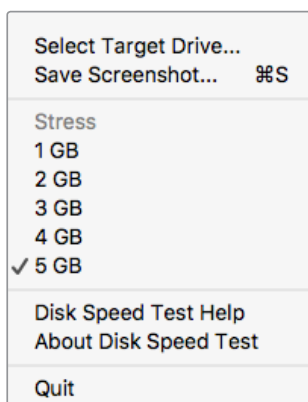 Select Target Drive...
Save Screenshot... ⌘S
Stress
1 GB
2 GB
3 GB
4 GB
✓ 5 GB
Disk Speed Test Help
About Disk Speed Test
Quit